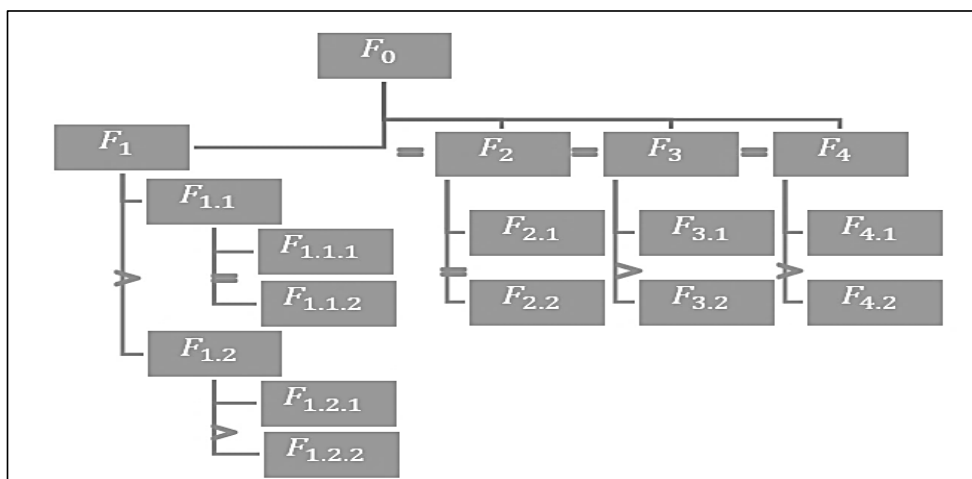 F₀
F₁ = F₂ = F₃ = F₄
F₁.₁
F₂.₁ F₃.₁ F₄.₁
F₁.₁.₁
> = = > >
F₁.₁.₂ F₂.₂ F₃.₂ F₄.₂
F₁.₂
F₁.₂.₁
>
F₁.₂.₂